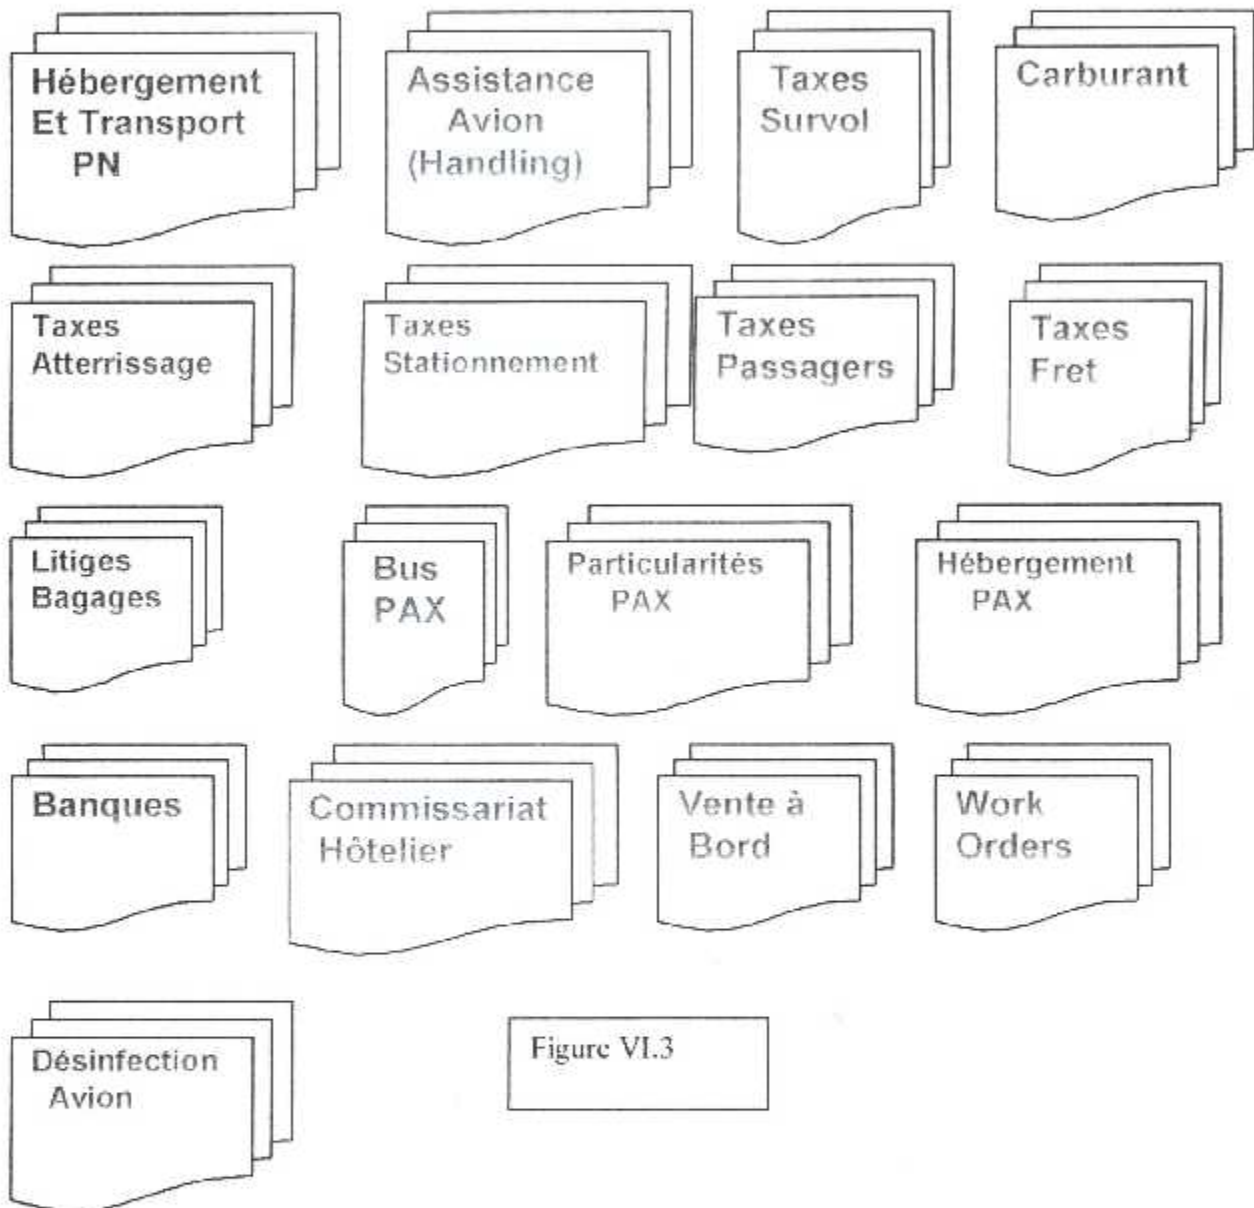 Hébergement
Et Transport
PN
Assistance
Avion
(Handling)
Taxes
Survol
Carburant
Taxes
Atterrissage
Taxes
Stationnement
Taxes
Passagers
Taxes
Fret
Litiges
Bagages
Bus
PAX
Particularités
PAX
Hébergement
PAX
Banques
Commissariat
Hôtelier
Vente à
Bord
Work
Orders
Désinfection
Avion
Figure VI.3